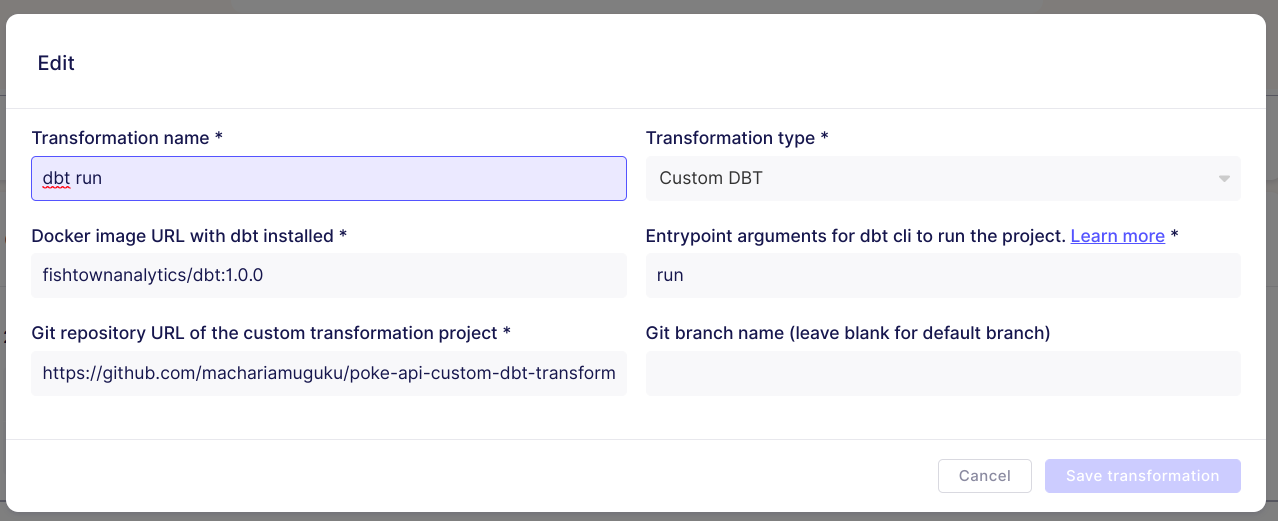 Edit
Transformation name *
Transformation type *
dbt run
Custom DBT
Docker image URL with dbt installed *
Entrypoint arguments for dbt cli to run the project. Learn more *
fishtownanalytics/dbt:1.0.0
run
Git repository URL of the custom transformation project *
Git branch name (leave blank for default branch)
https://github.com/machariamuguku/poke-api-custom-dbt-transform
Cancel
Save transformation